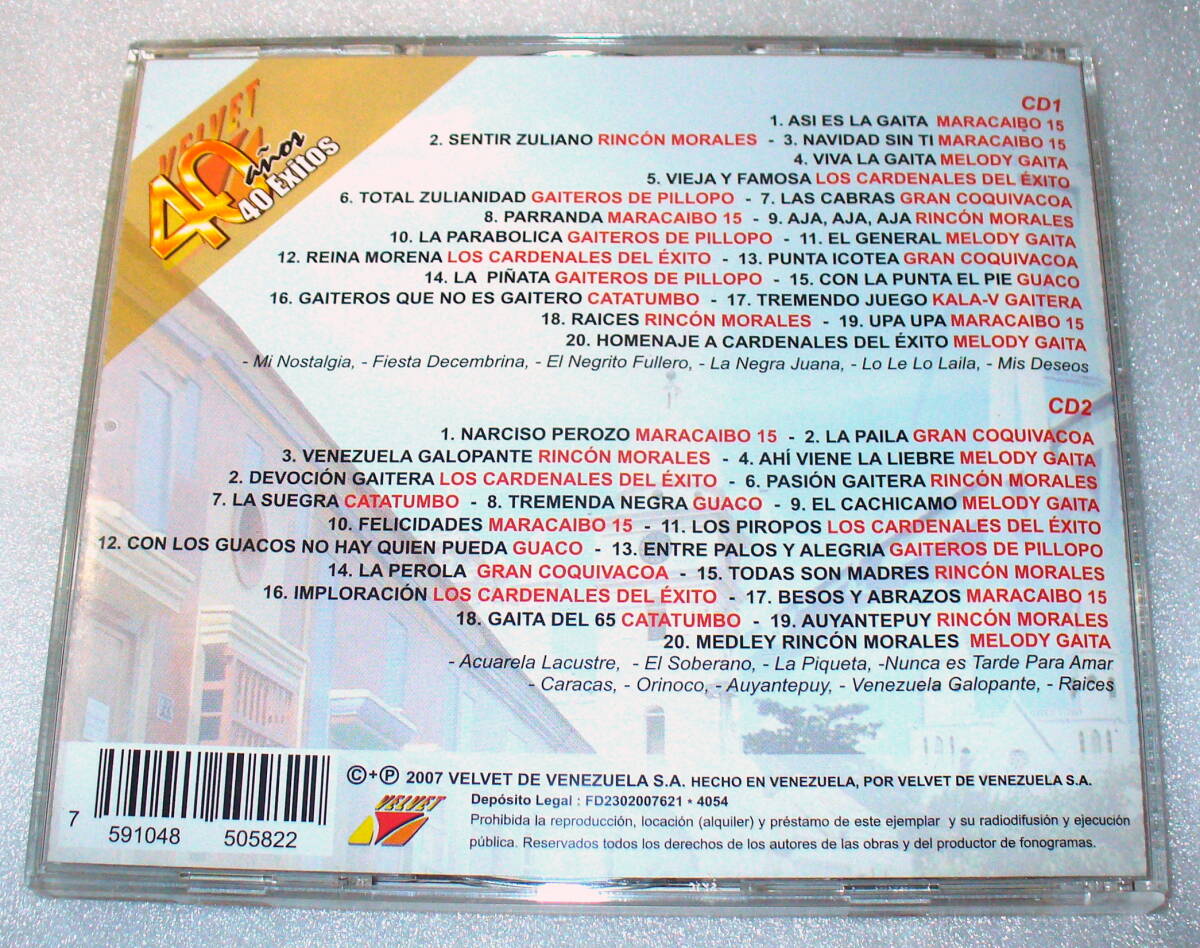 VELVET
40 años
40 Éxitos
CD1
1. ASI ES LA GAITA MARACAIBO 15
2. SENTIR ZULIANO RINCÓN MORALES - 3. NAVIDAD SIN TI MARACAIBO 15
4. VIVA LA GAITA MELODY GAITA
5. VIEJA Y FAMOSA LOS CARDENALES DEL ÉXITO
6. TOTAL ZULIANIDAD GAITEROS DE PILLOPO - 7. LAS CABRAS GRAN COQUIVACOA
8. PARRANDA MARACAIBO 15 - 9. AJA, AJA, AJA RINCÓN MORALES
10. LA PARABOLICA GAITEROS DE PILLOPO - 11. EL GENERAL MELODY GAITA
12. REINA MORENA LOS CARDENALES DEL ÉXITO - 13. PUNTA ICOTEA GRAN COQUIVACOA
14. LA PIÑATA GAITEROS DE PILLOPO - 15. CON LA PUNTA EL PIE GUACO
16. GAITEROS QUE NO ES GAITERO CATATUMBO - 17. TREMENDO JUEGO KALA-V GAITERA
18. RAICES RINCÓN MORALES - 19. UPA UPA MARACAIBO 15
20. HOMENAJE A CARDENALES DEL ÉXITO MELODY GAITA
- Mi Nostalgia, - Fiesta Decembrina, - El Negrito Fullero, - La Negra Juana, - Lo Le Lo Laila, - Mis Deseos
CD2
1. NARCISO PEROZO MARACAIBO 15 - 2. LA PAILA GRAN COQUIVACOA
3. VENEZUELA GALOPANTE RINCÓN MORALES - 4. AHÍ VIENE LA LIEBRE MELODY GAITA
2. DEVOCIÓN GAITERA LOS CARDENALES DEL ÉXITO - 6. PASIÓN GAITERA RINCÓN MORALES
7. LA SUEGRA CATATUMBO - 8. TREMENDA NEGRA GUACO - 9. EL CACHICAMO MELODY GAITA
10. FELICIDADES MARACAIBO 15 - 11. LOS PIROPOS LOS CARDENALES DEL ÉXITO
12. CON LOS GUACOS NO HAY QUIEN PUEDA GUACO - 13. ENTRE PALOS Y ALEGRIA GAITEROS DE PILLOPO
14. LA PEROLA GRAN COQUIVACOA - 15. TODAS SON MADRES RINCÓN MORALES
16. IMPLORACIÓN LOS CARDENALES DEL ÉXITO - 17. BESOS Y ABRAZOS MARACAIBO 15
18. GAITA DEL 65 CATATUMBO - 19. AUYANTEPUY RINCÓN MORALES
20. MEDLEY RINCÓN MORALES MELODY GAITA
- Acuarela Lacustre, - El Soberano, - La Piqueta, -Nunca es Tarde Para Amar
- Caracas, - Orinoco, - Auyantepuy, - Venezuela Galopante, - Raices
7 591048 505822
©+℗ 2007 VELVET DE VENEZUELA S.A. HECHO EN VENEZUELA, POR VELVET DE VENEZUELA S.A.
VELVET
Depósito Legal : FD2302007621 * 4054
Prohibida la reproducción, locación (alquiler) y préstamo de este ejemplar y su radiodifusión y ejecución
pública. Reservados todos los derechos de los autores de las obras y del productor de fonogramas.